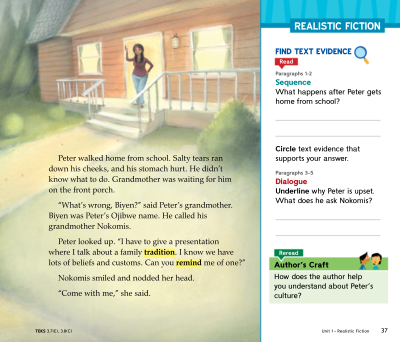 REALISTIC FICTION
Peter walked home from school. Salty tears ran
down his cheeks, and his stomach hurt. He didn't
know what to do. Grandmother was waiting for him
on the front porch.
"What's wrong, Biyen?" said Peter's grandmother.
Biyen was Peter's Ojibwe name. He called his
grandmother Nokomis.
Peter looked up. "I have to give a presentation
where I talk about a family tradition. I know we have
lots of beliefs and customs. Can you remind me of one?"
Nokomis smiled and nodded her head.
"Come with me," she said.
FIND TEXT EVIDENCE
Read
Paragraphs 1-2
Sequence
What happens after Peter gets
home from school?
Circle text evidence that
supports your answer.
Paragraphs 3-5
Dialogue
Underline why Peter is upset.
What does he ask Nokomis?
Reread
Author's Craft
How does the author help
you understand about Peter's
culture?
TEKS 3.7(E), 3.8(C)
Unit 1 - Realistic Fiction 37